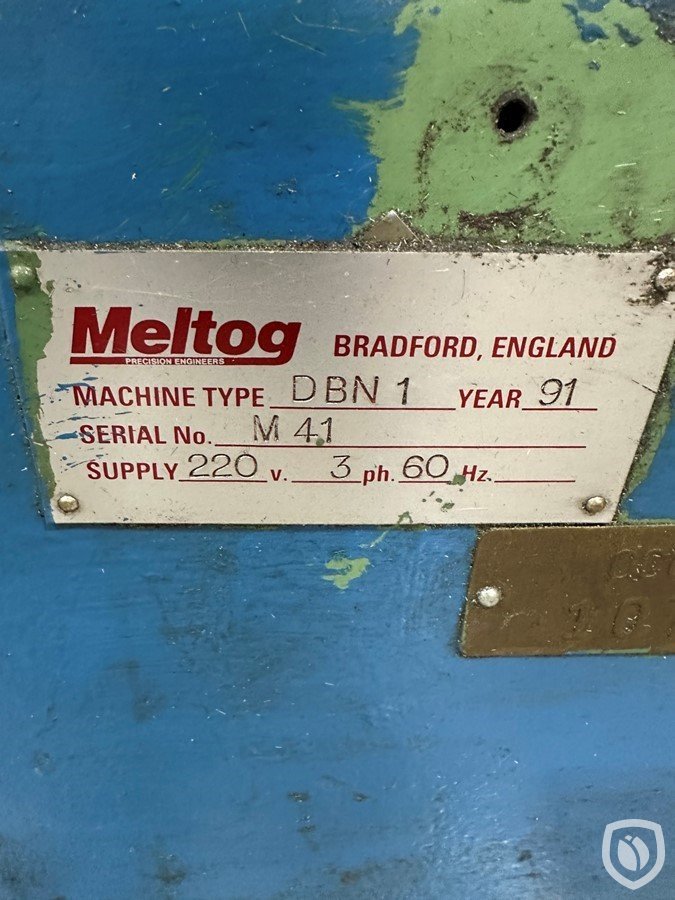 Meltog
PRECISION ENGINEERS
BRADFORD, ENGLAND
MACHINE TYPE DBN 1 YEAR 91
SERIAL No. M 41
SUPPLY 220 v. 3 ph. 60 Hz.